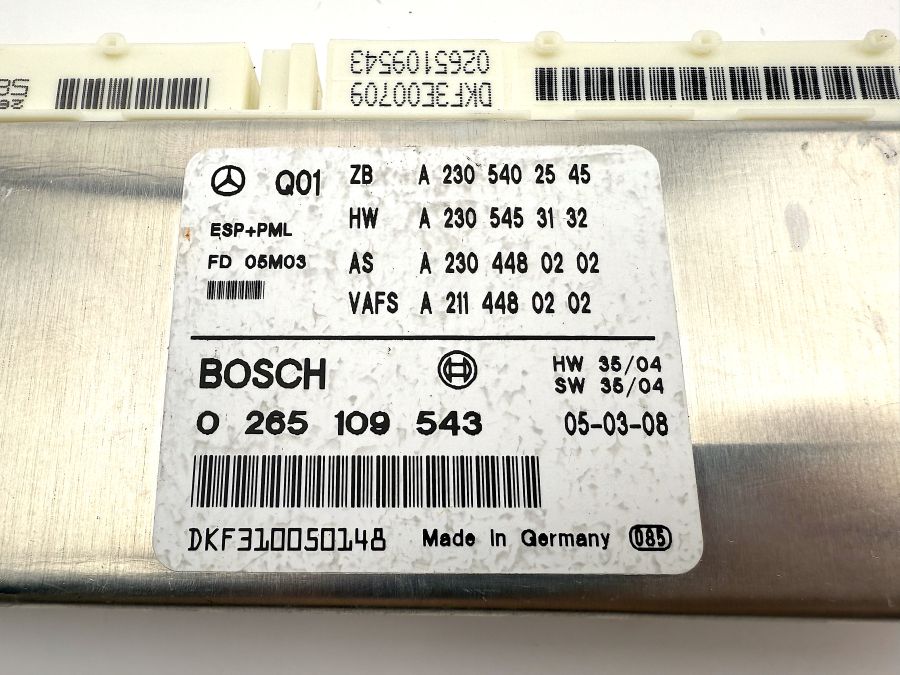 58
0265109543
DKF3E00709
Q01
ZB A 230 540 25 45
HW A 230 545 31 32
ESP+PML
FD 05M03
AS A 230 448 02 02
VAFS A 211 448 02 02
BOSCH
HW 35/04
SW 35/04
0 265 109 543
05-03-08
DKF310050148
Made in Germany
085